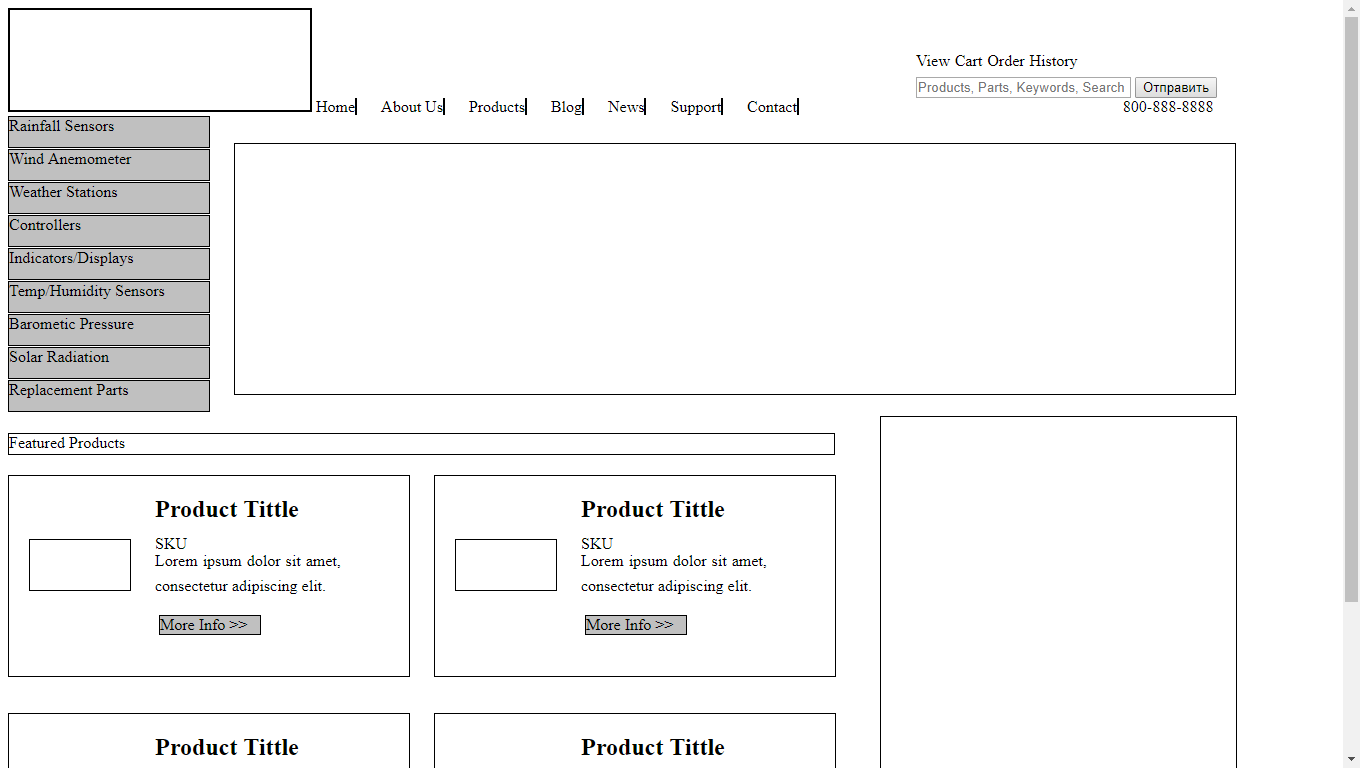 View Cart Order History
Products, Parts, Keywords, Search Отправить
Home About Us Products Blog News Support Contact 800-888-8888
Rainfall Sensors
Wind Anemometer
Weather Stations
Controllers
Indicators/Displays
Temp/Humidity Sensors
Barometic Pressure
Solar Radiation
Replacement Parts
Featured Products
Product Tittle
SKU
Lorem ipsum dolor sit amet,
consectetur adipiscing elit.
More Info >>
Product Tittle
SKU
Lorem ipsum dolor sit amet,
consectetur adipiscing elit.
More Info >>
Product Tittle
Product Tittle